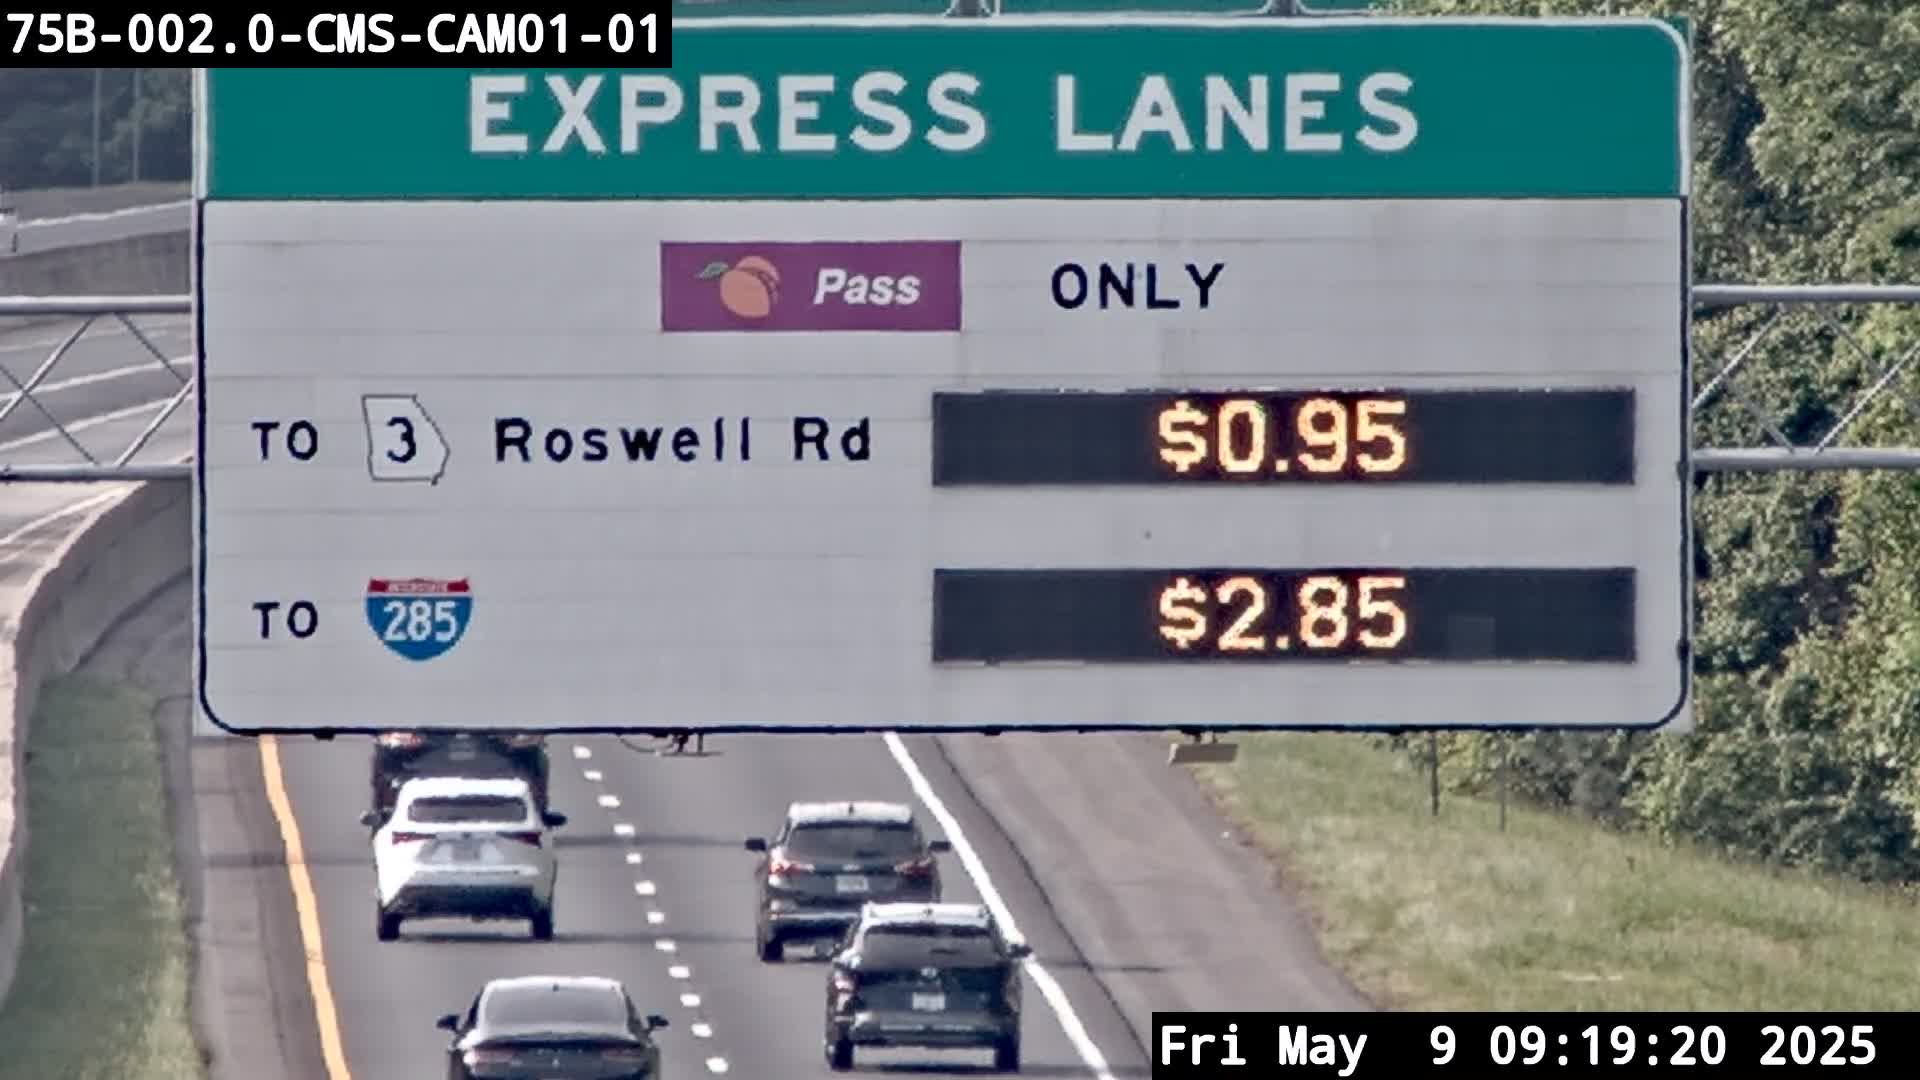 75B-002.0-CMS-CAM01-01
EXPRESS LANES
Pass ONLY
TO 3 Roswell Rd $0.95
INTERSTATE
TO 285 $2.85
Fri May 9 09:19:20 2025